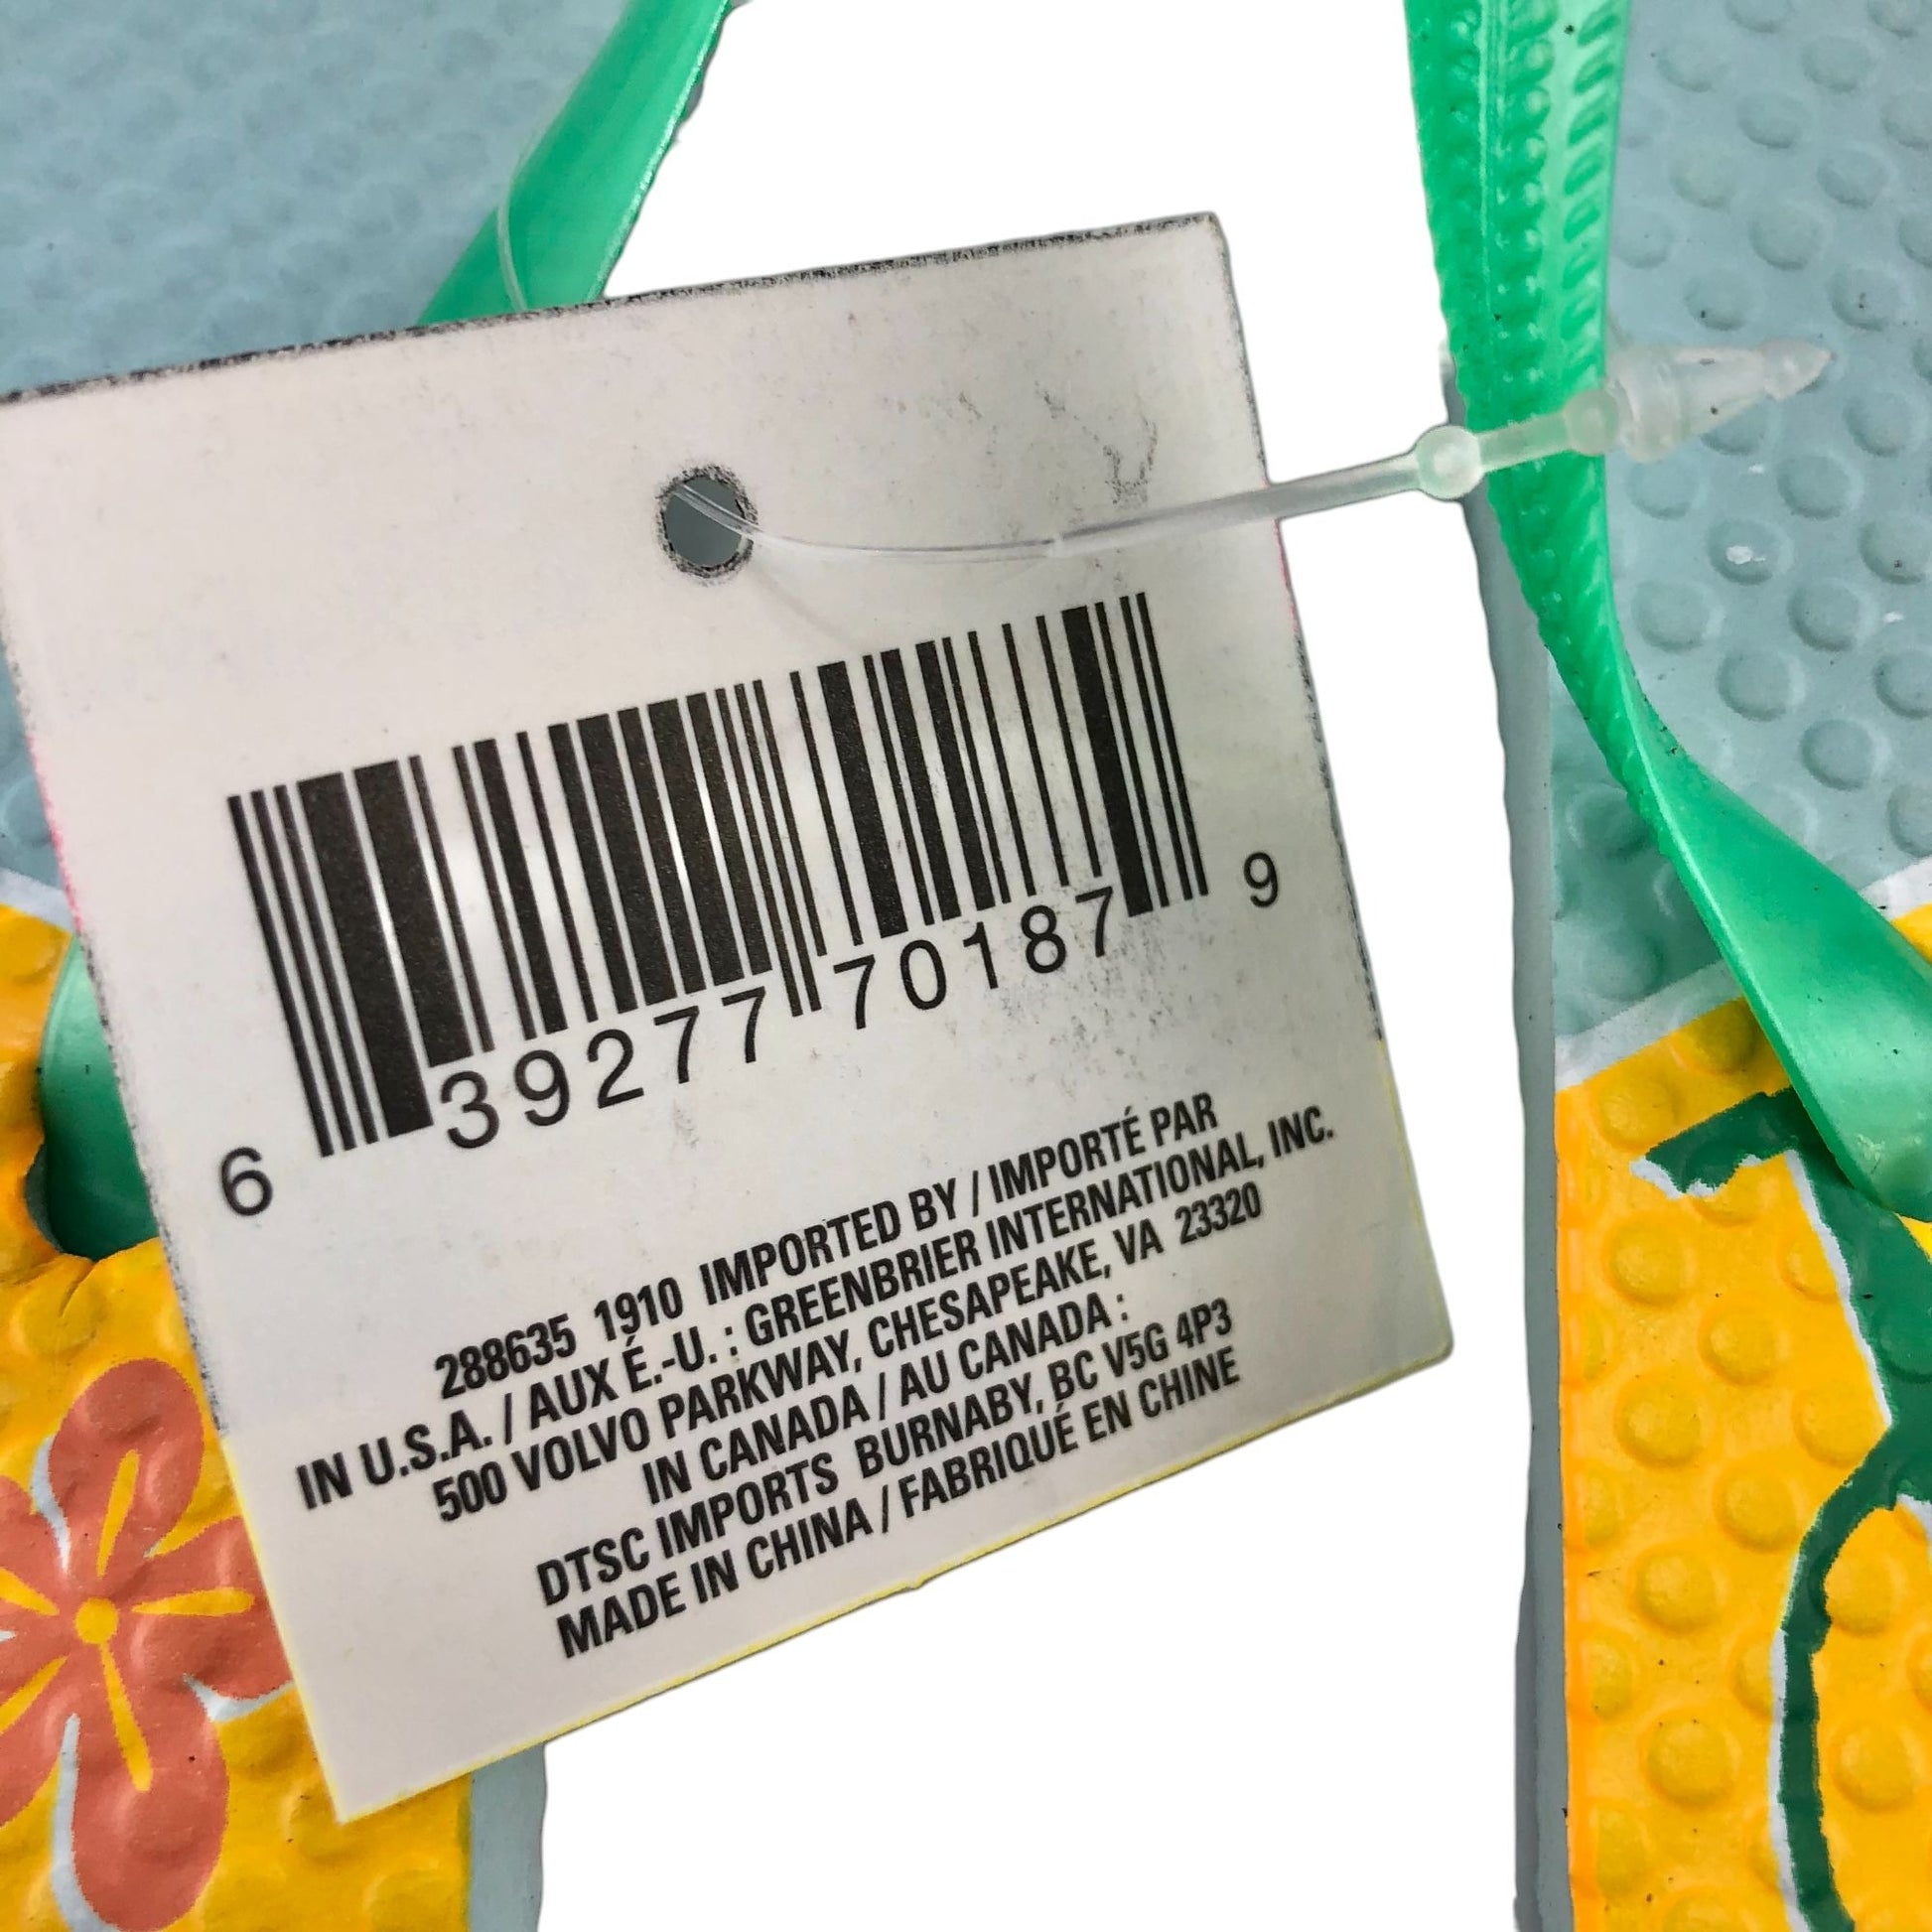 6 39277 70187 9
288635 1910 IMPORTED BY / IMPORTÉ PAR
IN U.S.A. / AUX É.-U. : GREENBRIER INTERNATIONAL, INC.
500 VOLVO PARKWAY, CHESAPEAKE, VA 23320
IN CANADA / AU CANADA :
DTSC IMPORTS BURNABY, BC V5G 4P3
MADE IN CHINA / FABRIQUÉ EN CHINE